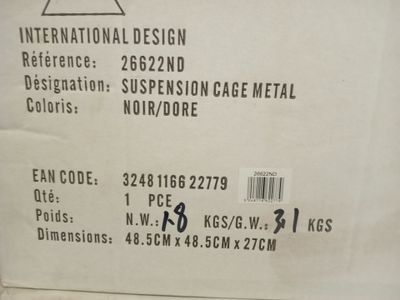 INTERNATIONAL DESIGN
Référence: 26622ND
Désignation: SUSPENSION CAGE METAL
Coloris: NOIR/DORE
EAN CODE: 3248 1166 22779
26622ND
Qté: 1 PCE
Poids: N.W.: 1.8 KGS/G.W.: 3.1 KGS
Dimensions: 48.5CM x 48.5CM x 27CM